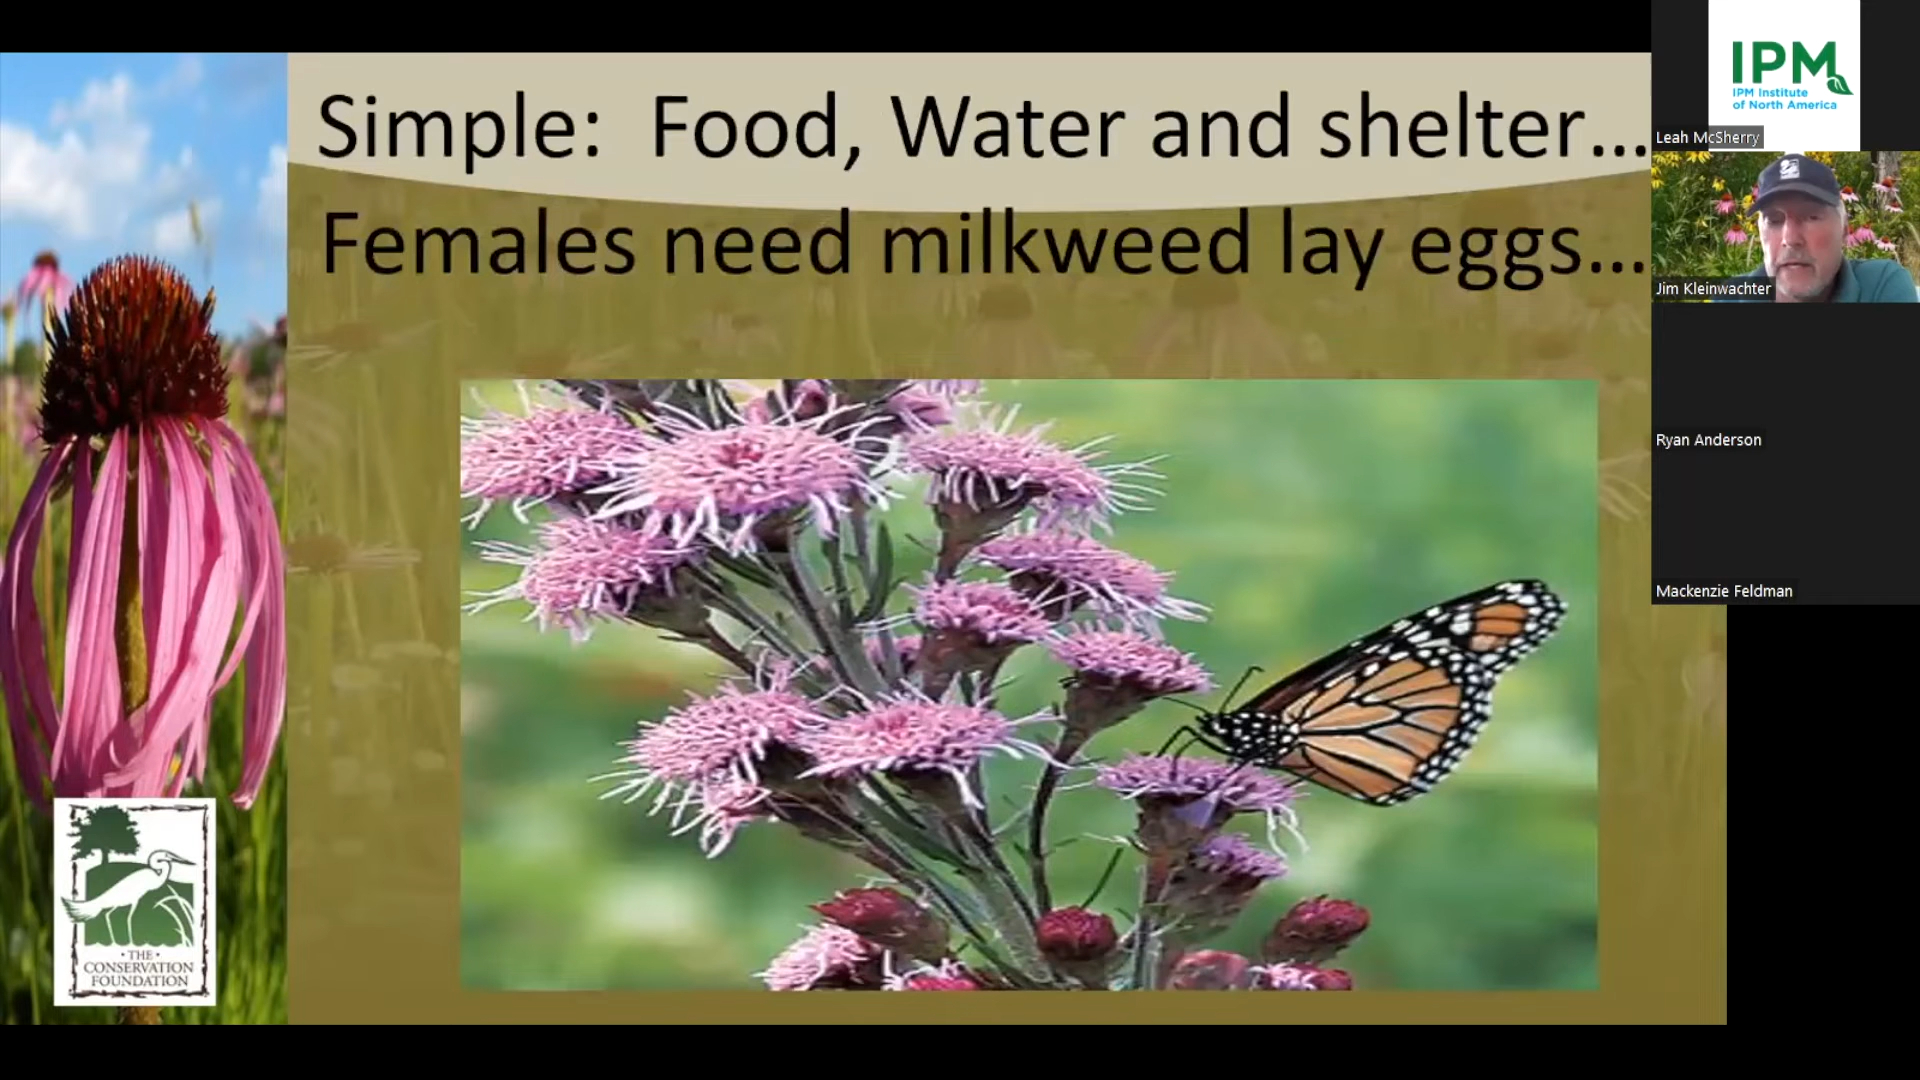 Simple:  Food, Water and shelter...
Females need milkweed lay eggs...
• THE •
CONSERVATION
FOUNDATION
IPM
IPM Institute
of North America
Leah McSherry
Jim Kleinwachter
Ryan Anderson
Mackenzie Feldman